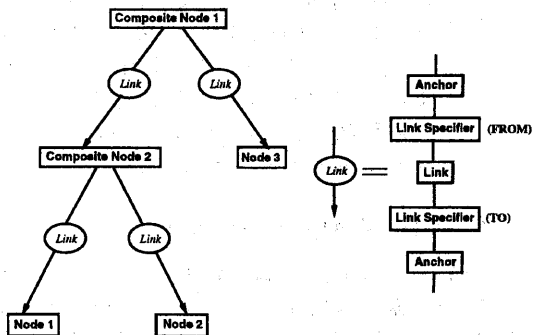 Composite Node 1
Link
Link
Composite Node 2
Node 3
Link
Link
Node 1
Node 2
Link
Anchor
Link Specifier (FROM)
Link
Link Specifier (TO)
Anchor